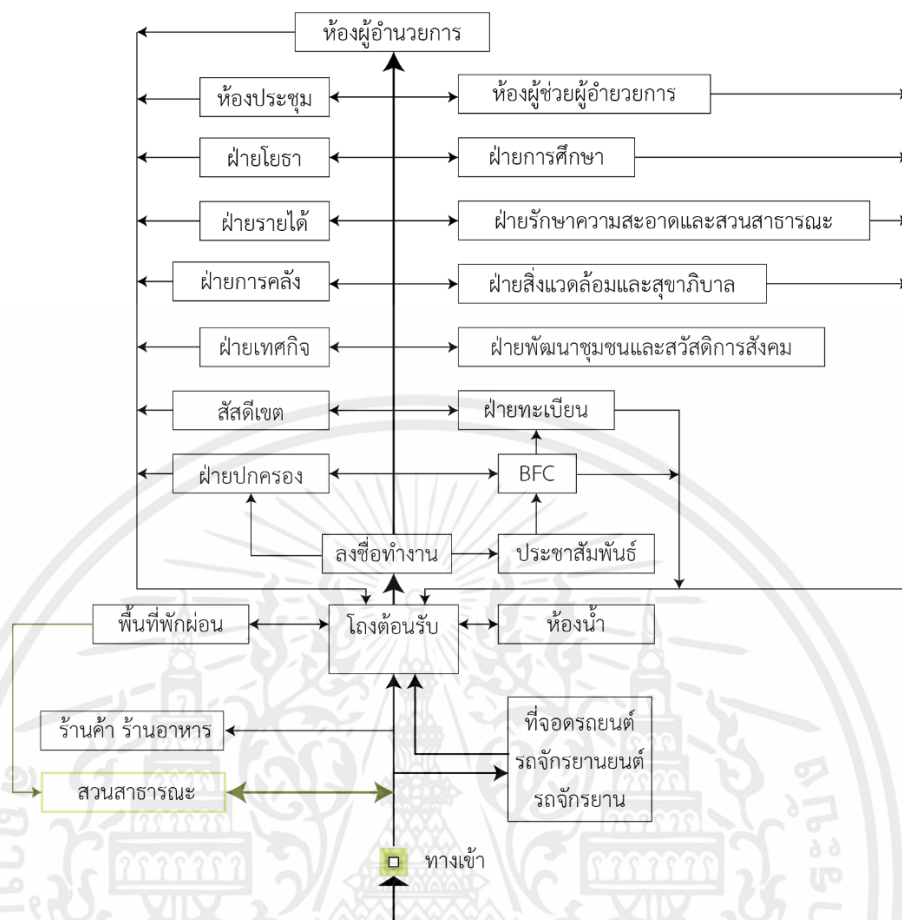 ห้องผู้อำนวยการ
ห้องประชุม
ห้องผู้ช่วยผู้อำยวยการ
ฝ่ายโยธา
ฝ่ายการศึกษา
ฝ่ายรายได้
ฝ่ายรักษาความสะอาดและสวนสาธารณะ
ฝ่ายการคลัง
ฝ่ายสิ่งแวดล้อมและสุขาภิบาล
ฝ่ายเทศกิจ
ฝ่ายพัฒนาชุมชนและสวัสดิการสังคม
สัสดีเขต
ฝ่ายทะเบียน
ฝ่ายปกครอง
BFC
ลงชื่อทำงาน
ประชาสัมพันธ์
พื้นที่พักผ่อน
โถงต้อนรับ
ห้องน้ำ
ร้านค้า ร้านอาหาร
ที่จอดรถยนต์
รถจักรยานยนต์
รถจักรยาน
สวนสาธารณะ
ทางเข้า